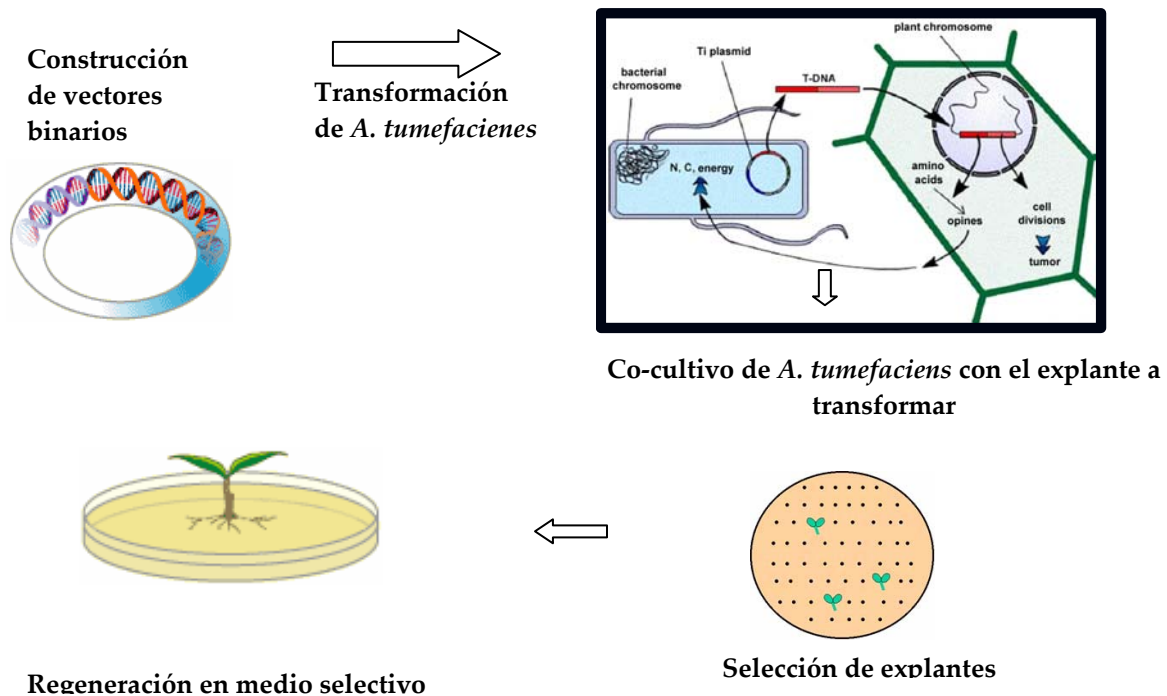 Construcción
de vectores
binarios
Transformación
de A. tumefacienes
plant chromosome
Ti plasmid
bacterial
chromosome
T-DNA
N, C, energy
amino
acids
opines
cell
divisions
tumor
Co-cultivo de A. tumefaciens con el explante a
transformar
Selección de explantes
Regeneración en medio selectivo